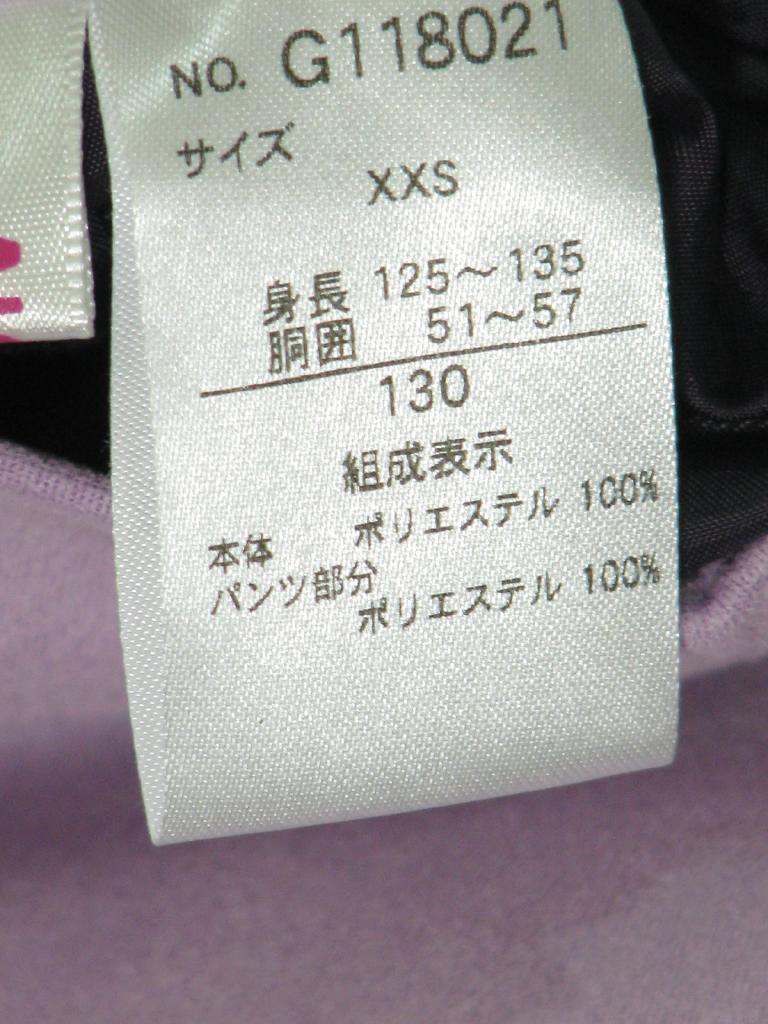 NO. G118021
サイズ
XXS
身長 125～135
胴囲 51～57
130
組成表示
本体 ポリエステル 100%
パンツ部分
ポリエステル 100%